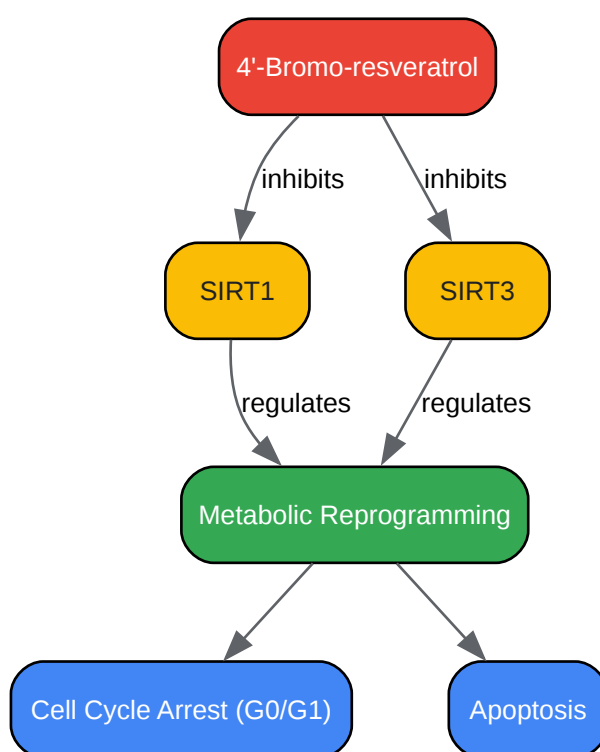 4'-Bromo-resveratrol
inhibits
inhibits
SIRT1
SIRT3
regulates
regulates
Metabolic Reprogramming
Cell Cycle Arrest (G0/G1)
Apoptosis